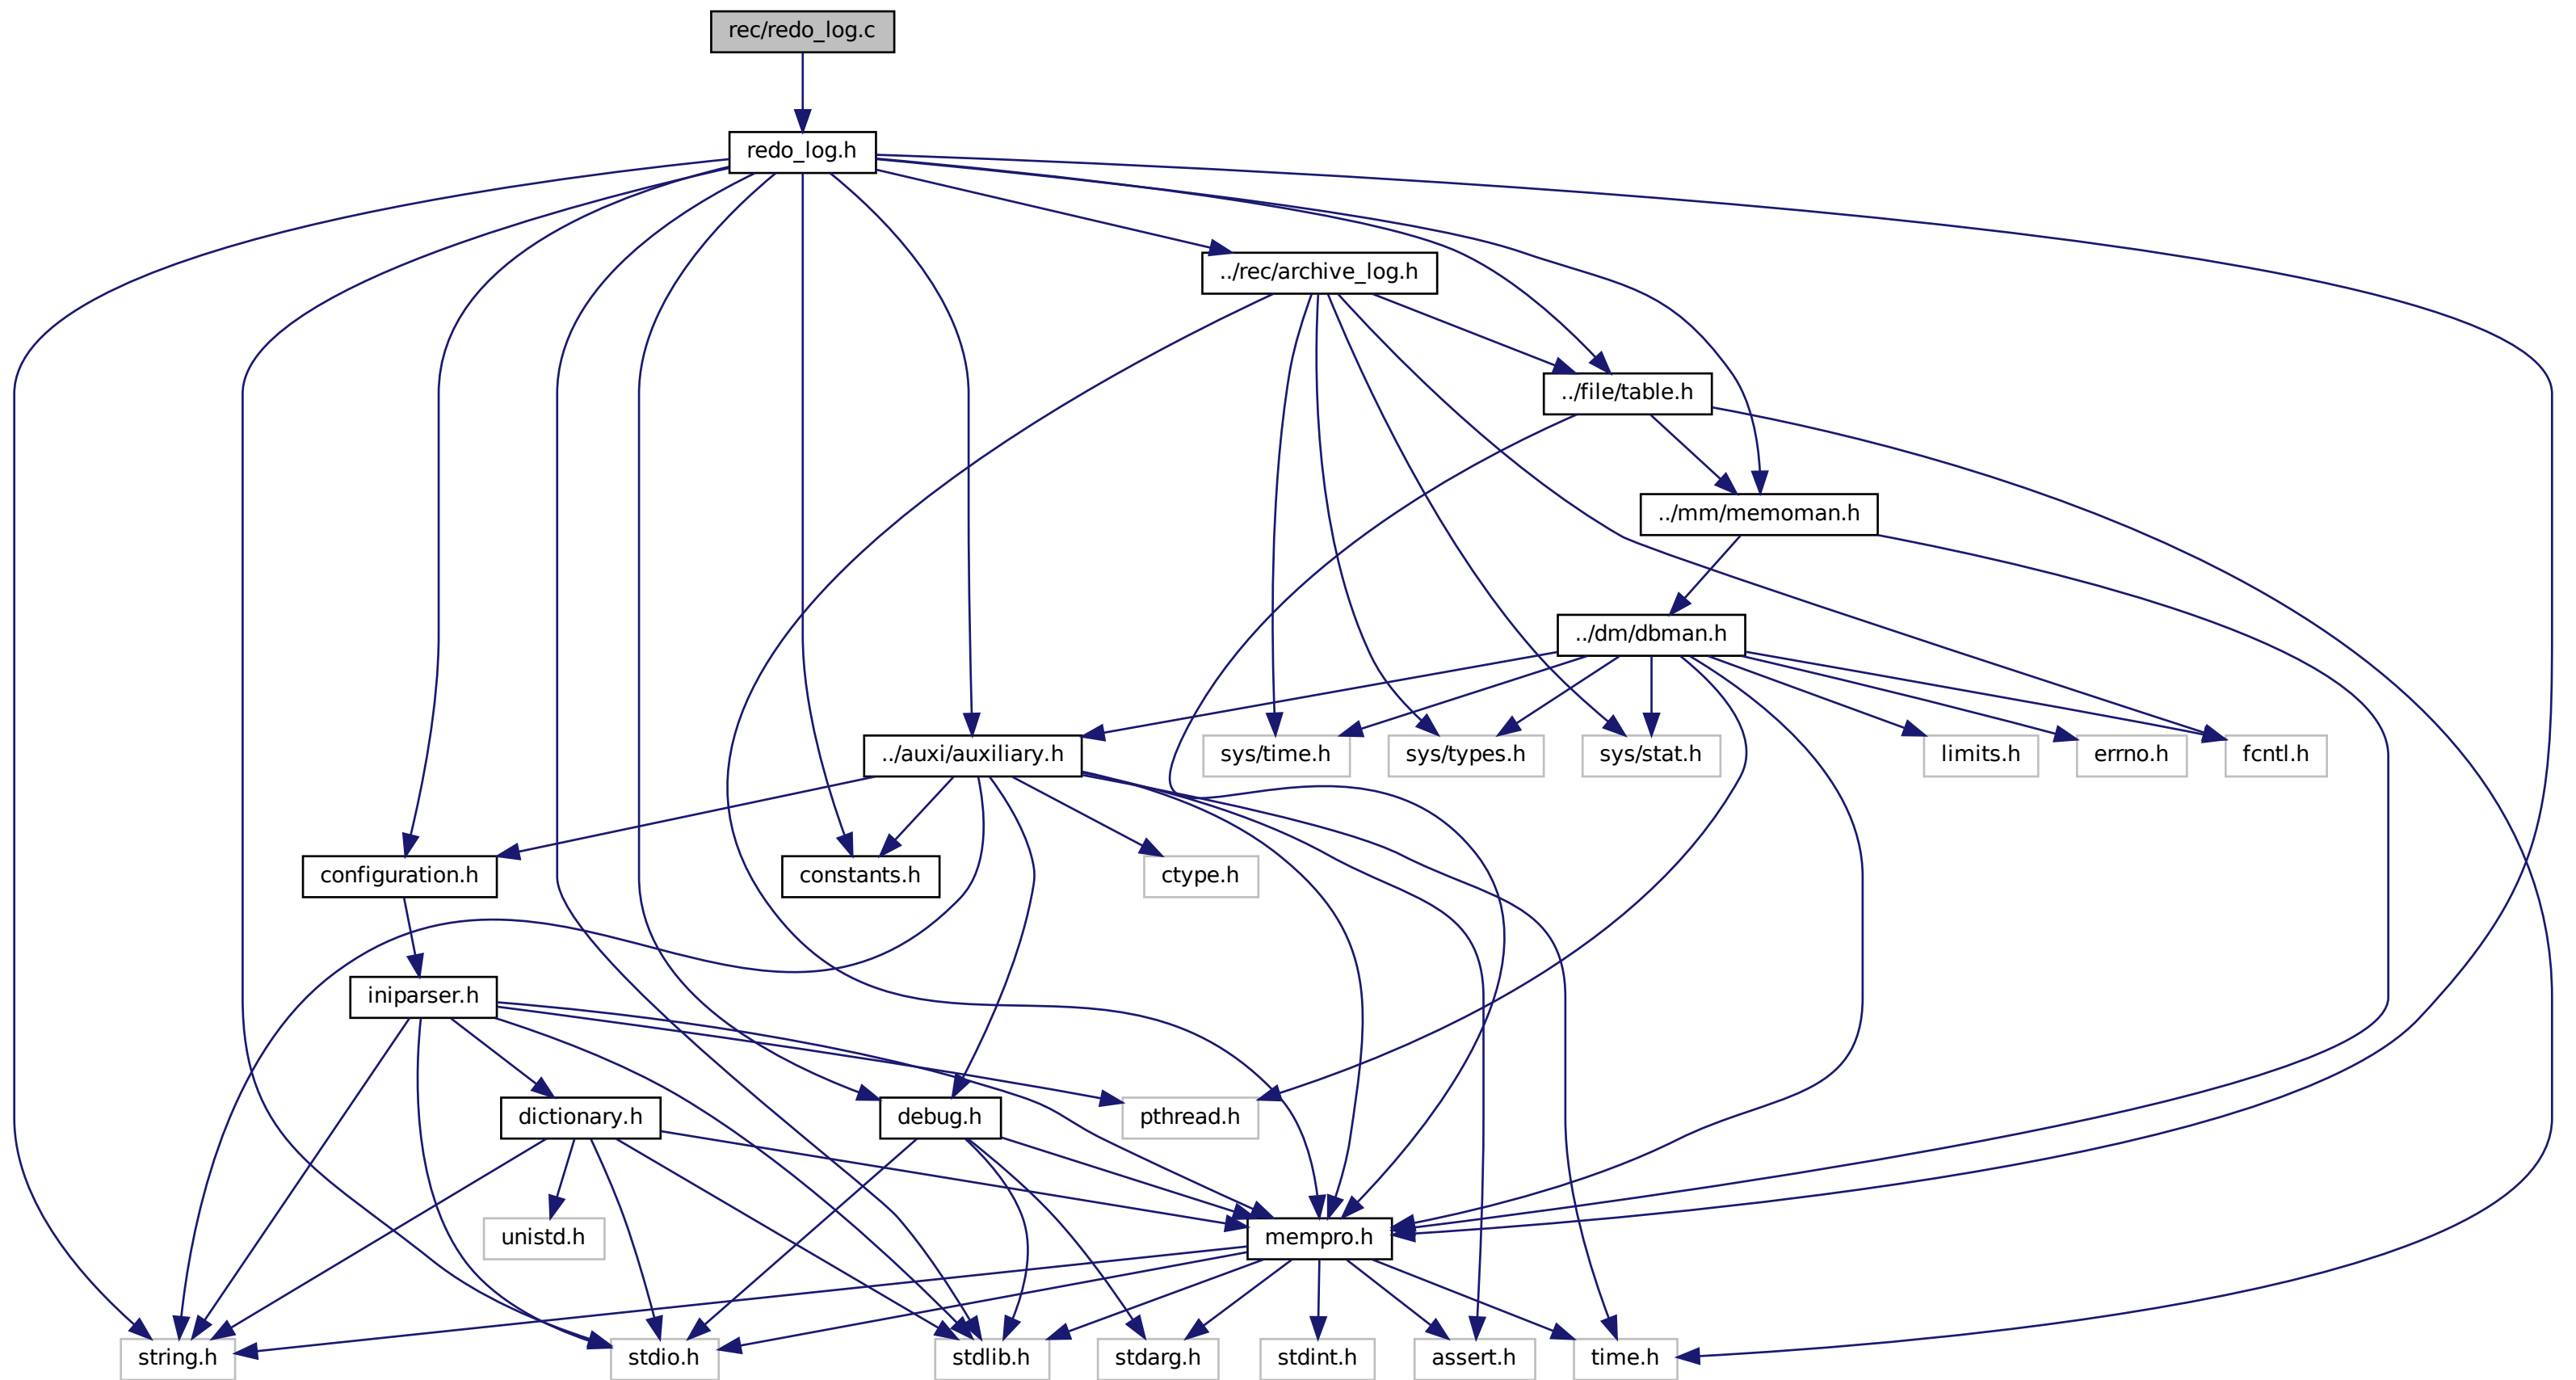 rec/redo_log.c
redo_log.h
../rec/archive_log.h
../file/table.h
../mm/memoman.h
../dm/dbman.h
../auxi/auxiliary.h
sys/time.h
sys/types.h
sys/stat.h
limits.h
errno.h
fcntl.h
configuration.h
constants.h
ctype.h
iniparser.h
dictionary.h
debug.h
pthread.h
unistd.h
mempro.h
string.h
stdio.h
stdlib.h
stdarg.h
stdint.h
assert.h
time.h